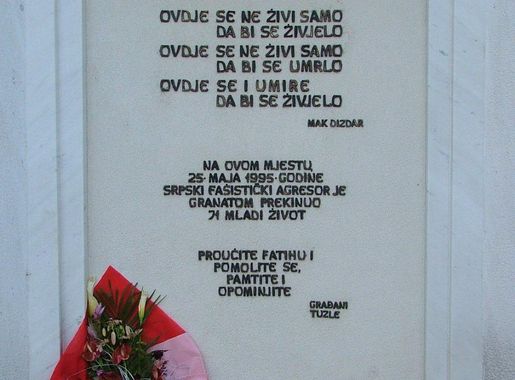 OVDJE SE NE ŽIVI SAMO
DA BI SE ŽIVJELO
OVDJE SE NE ŽIVI SAMO
DA BI SE UMRLO
OVDJE SE I UMIRE
DA BI SE ŽIVJELO
MAK DIZDAR
NA OVOM MJESTU,
25. MAJA 1995. GODINE
SRPSKI FAŠISTIČKI AGRESOR JE
GRANATOM PREKINUO
71 MLADI ŽIVOT
PROUČITE FATIHU I
POMOLITE SE,
PAMTITE I
OPOMINJITE
GRAĐANI
TUZLE